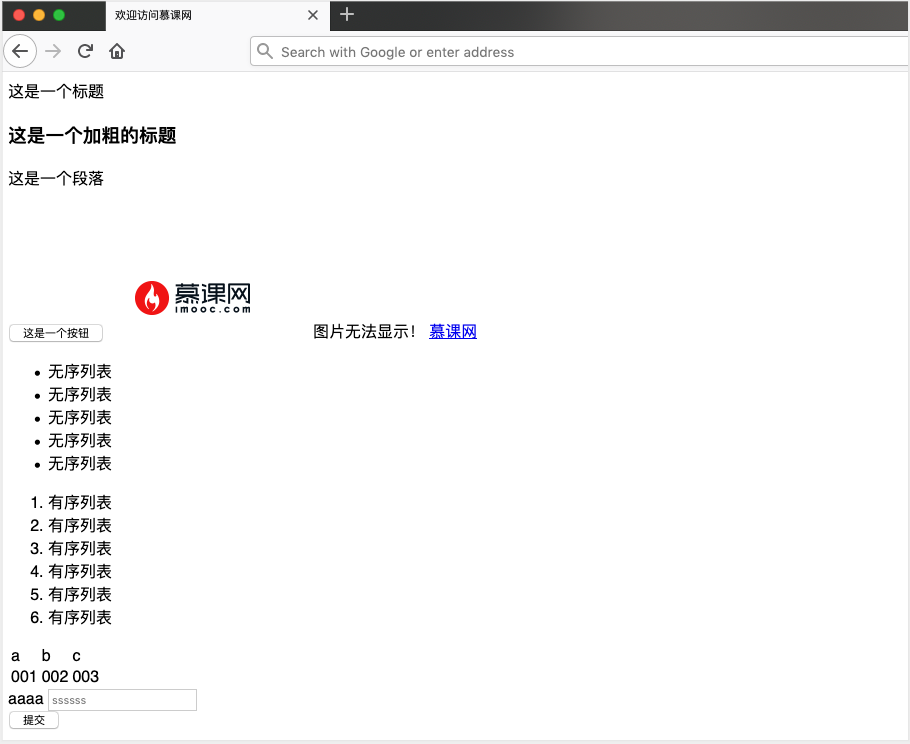 欢迎访问慕课网
Search with Google or enter address
这是一个标题
这是一个加粗的标题
这是一个段落
慕课网
imooc.com
这是一个按钮 图片无法显示! 慕课网
• 无序列表
• 无序列表
• 无序列表
• 无序列表
• 无序列表
1. 有序列表
2. 有序列表
3. 有序列表
4. 有序列表
5. 有序列表
6. 有序列表
a b c
001 002 003
aaaa ssssss
提交